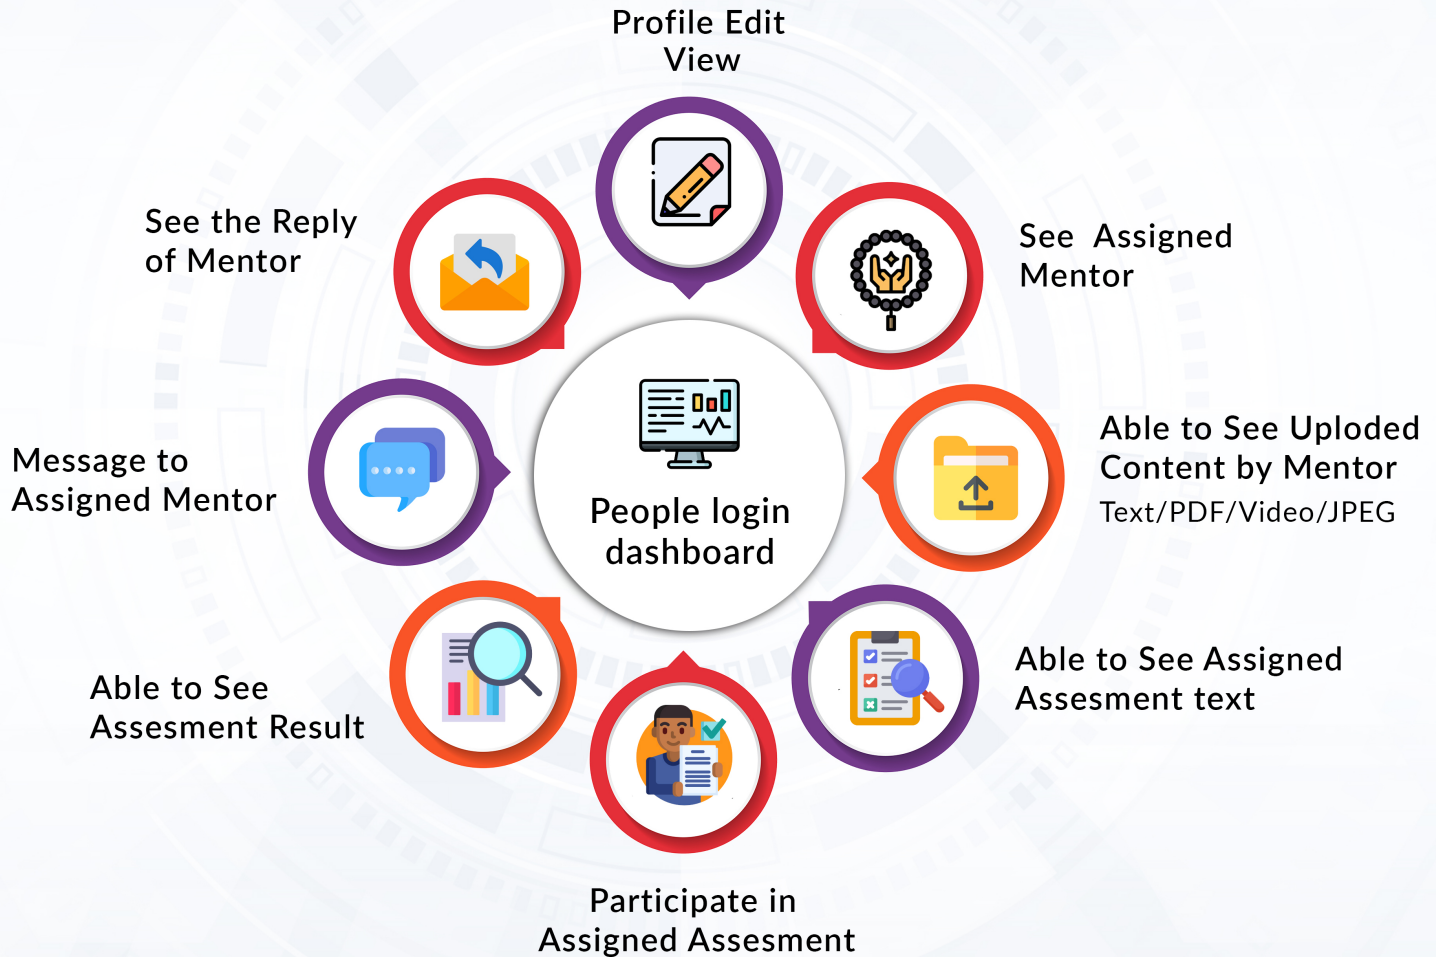 Profile Edit
View
See the Reply
of Mentor
See  Assigned
Mentor
Message to
Assigned Mentor
People login
dashboard
Able to See Uploded
Content by Mentor
Text/PDF/Video/JPEG
Able to See
Assesment Result
Able to See Assigned
Assesment text
Participate in
Assigned Assesment